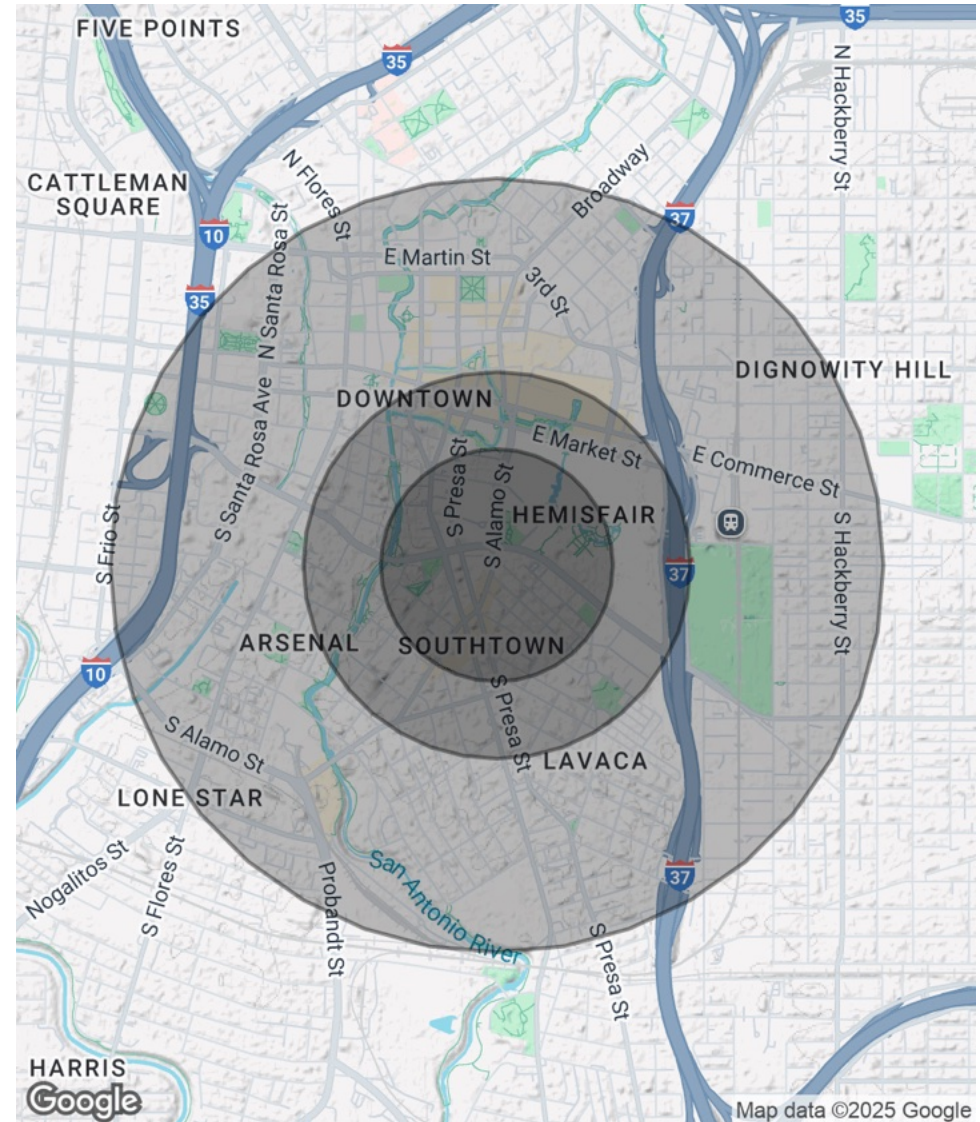 FIVE POINTS
35
35
N Hackberry St
CATTLEMAN
SQUARE
N Flores St
Broadway
10
37
E Martin St
35
N Santa Rosa St
3rd St
DIGNOWITY HILL
DOWNTOWN
S Santa Rosa Ave
E Market St
E Commerce St
S Presa St
S Alamo St
HEMISFAIR
S Frio St
37
S Hackberry St
ARSENAL
SOUTHTOWN
10
S Presa St
S Alamo St
LAVACA
LONE STAR
Nogalitos St
S Flores St
Probandt St
San Antonio River
37
S Presa St
HARRIS
Google
Map data ©2025 Google